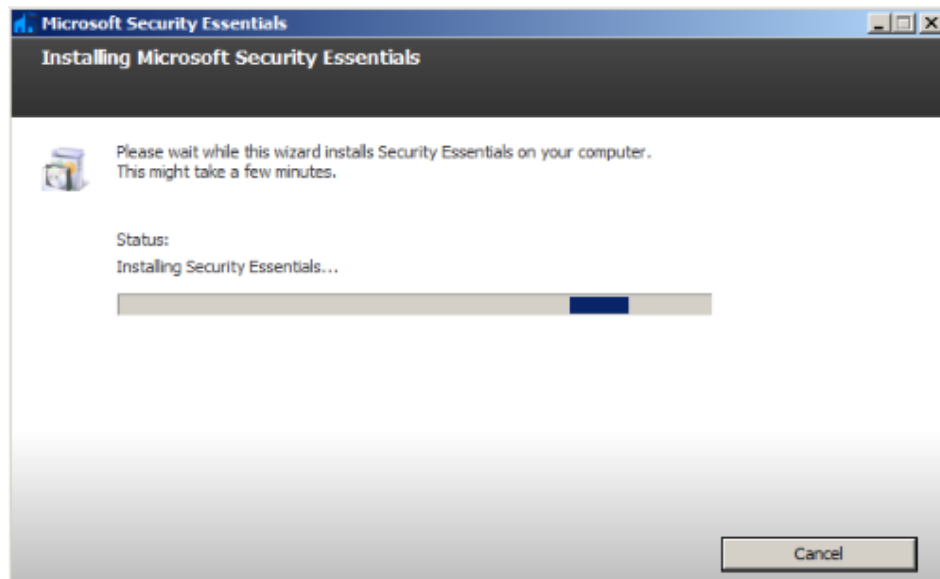 Microsoft Security Essentials
Installing Microsoft Security Essentials
Please wait while this wizard installs Security Essentials on your computer.
This might take a few minutes.
Status:
Installing Security Essentials...
Cancel